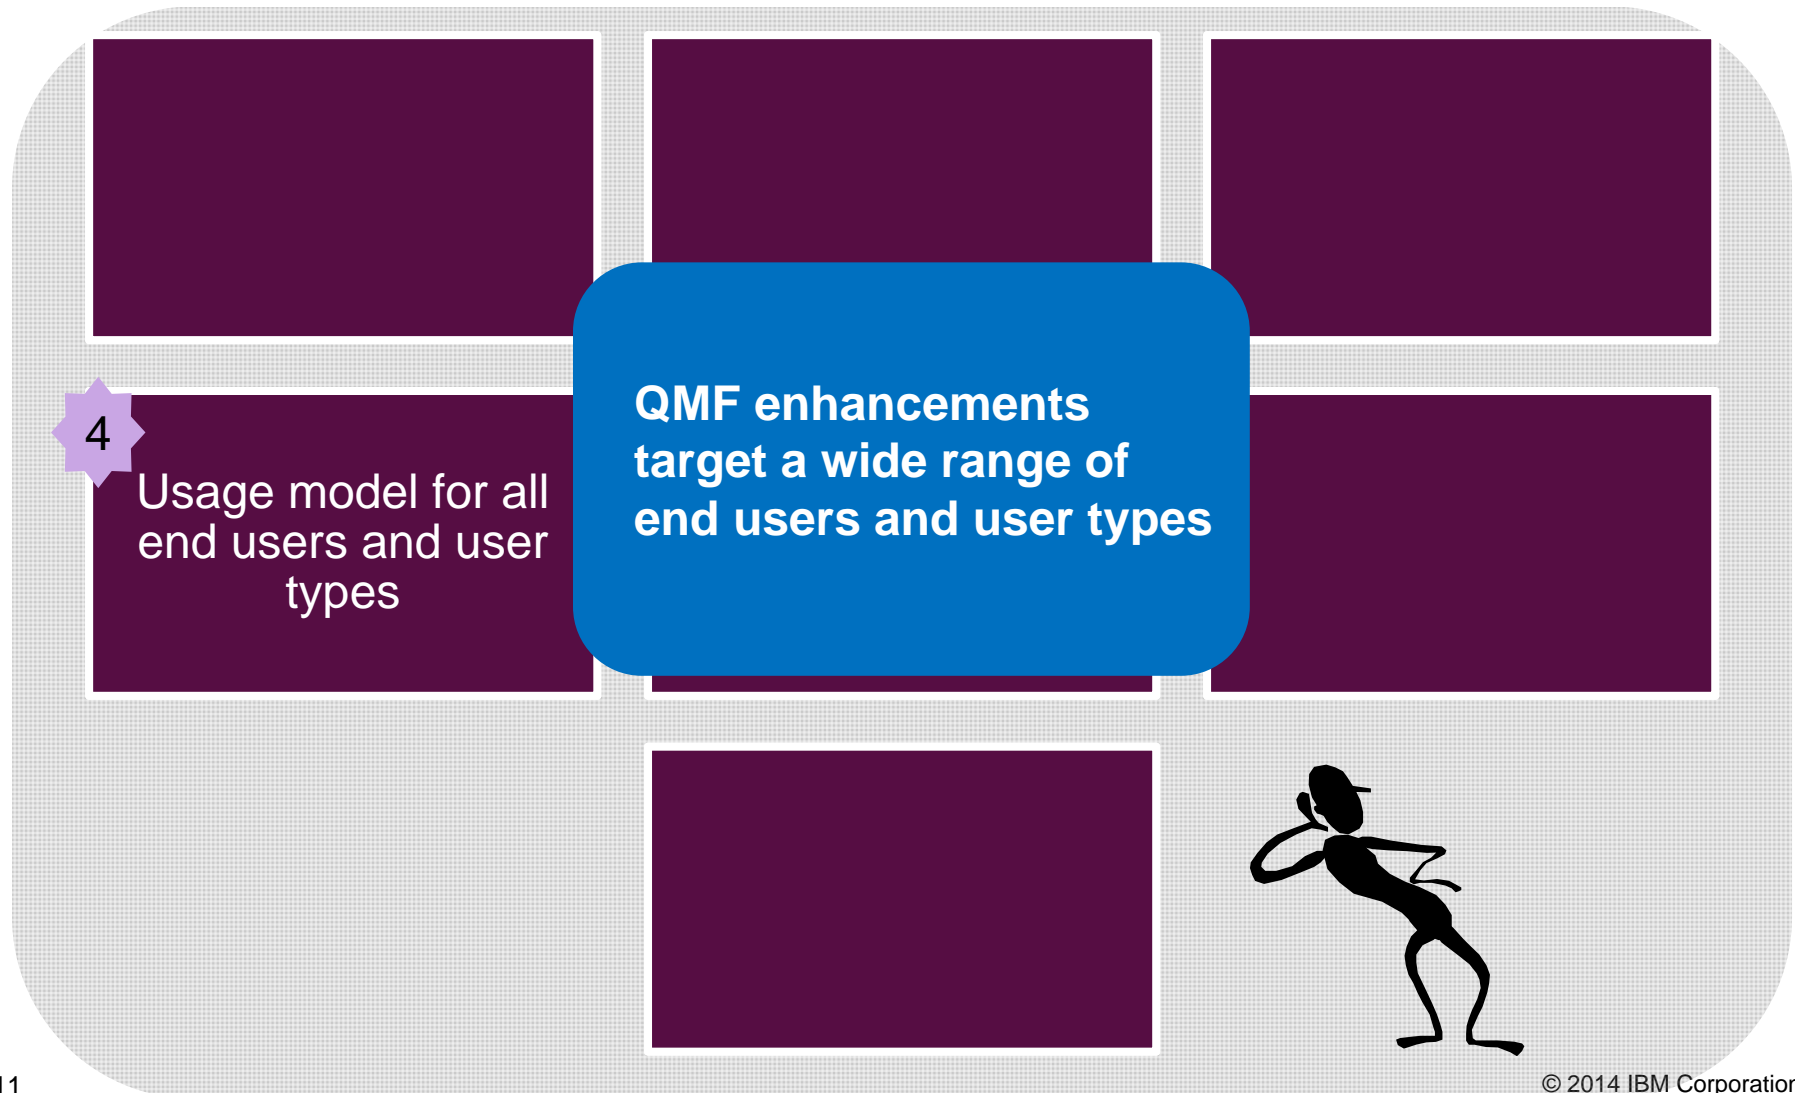 4
Usage model for all
end users and user
types
QMF enhancements
target a wide range of
end users and user types
11
© 2014 IBM Corporation